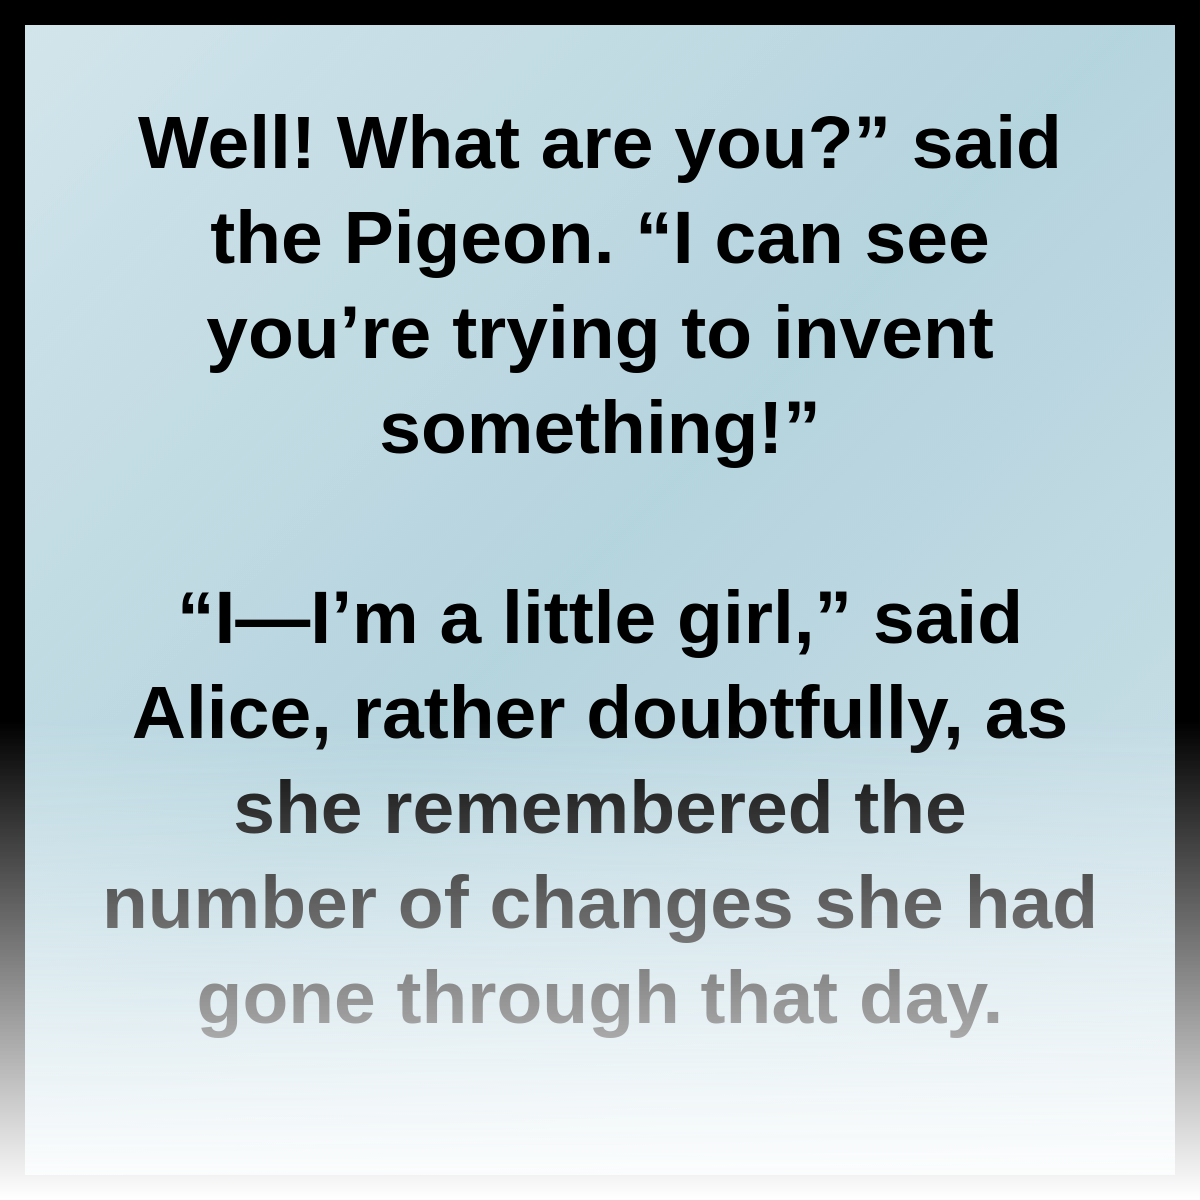 Well! What are you?” said
the Pigeon. “I can see
you’re trying to invent
something!”
“I—I’m a little girl,” said
Alice, rather doubtfully, as
she remembered the
number of changes she had
gone through that day.